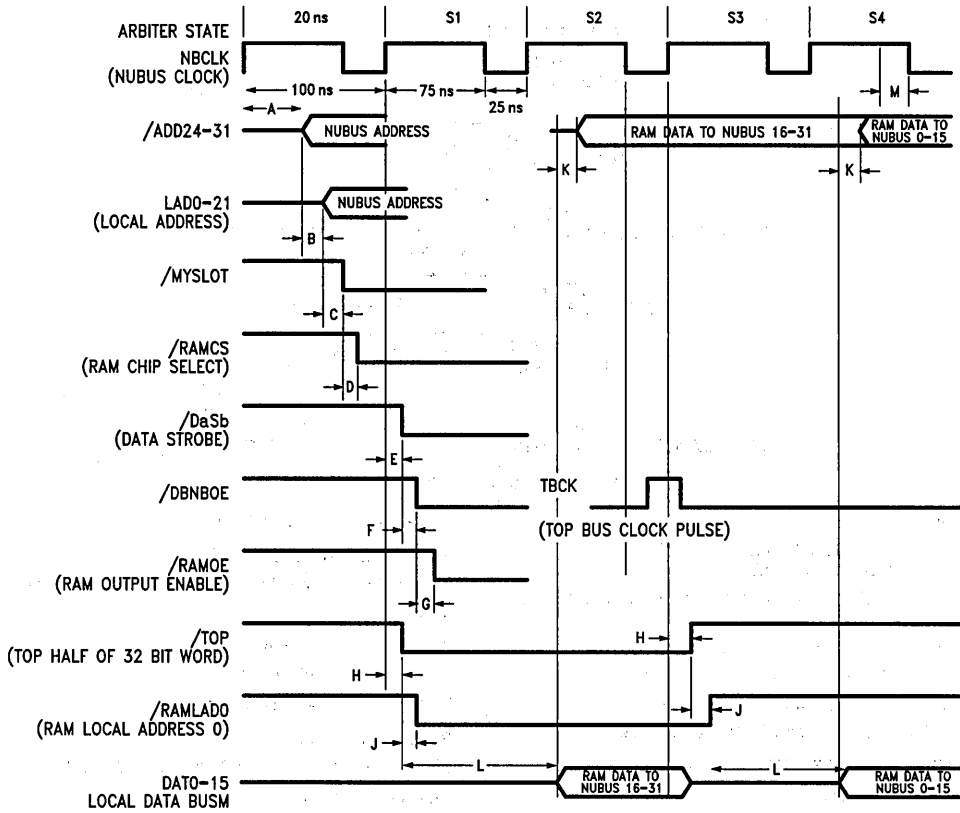 20 ns S1 S2 S3 S4
ARBITER STATE
NBCLK
(NUBUS CLOCK)
100 ns 75 ns M
A 25 ns
/ADD24-31 NUBUS ADDRESS RAM DATA TO NUBUS 16-31 RAM DATA TO
NUBUS 0-15
K K
LAD0-21 NUBUS ADDRESS
(LOCAL ADDRESS)
B
/MYSLOT
C
/RAMCS
(RAM CHIP SELECT)
D
/DaSb
(DATA STROBE)
E
/DBNBOE TBCK
F (TOP BUS CLOCK PULSE)
/RAMOE
(RAM OUTPUT ENABLE)
G
/TOP H
(TOP HALF OF 32 BIT WORD)
H
/RAMLAD0
(RAM LOCAL ADDRESS 0) J
J
L L
DAT0-15 RAM DATA TO RAM DATA TO
LOCAL DATA BUSM NUBUS 16-31 NUBUS 0-15